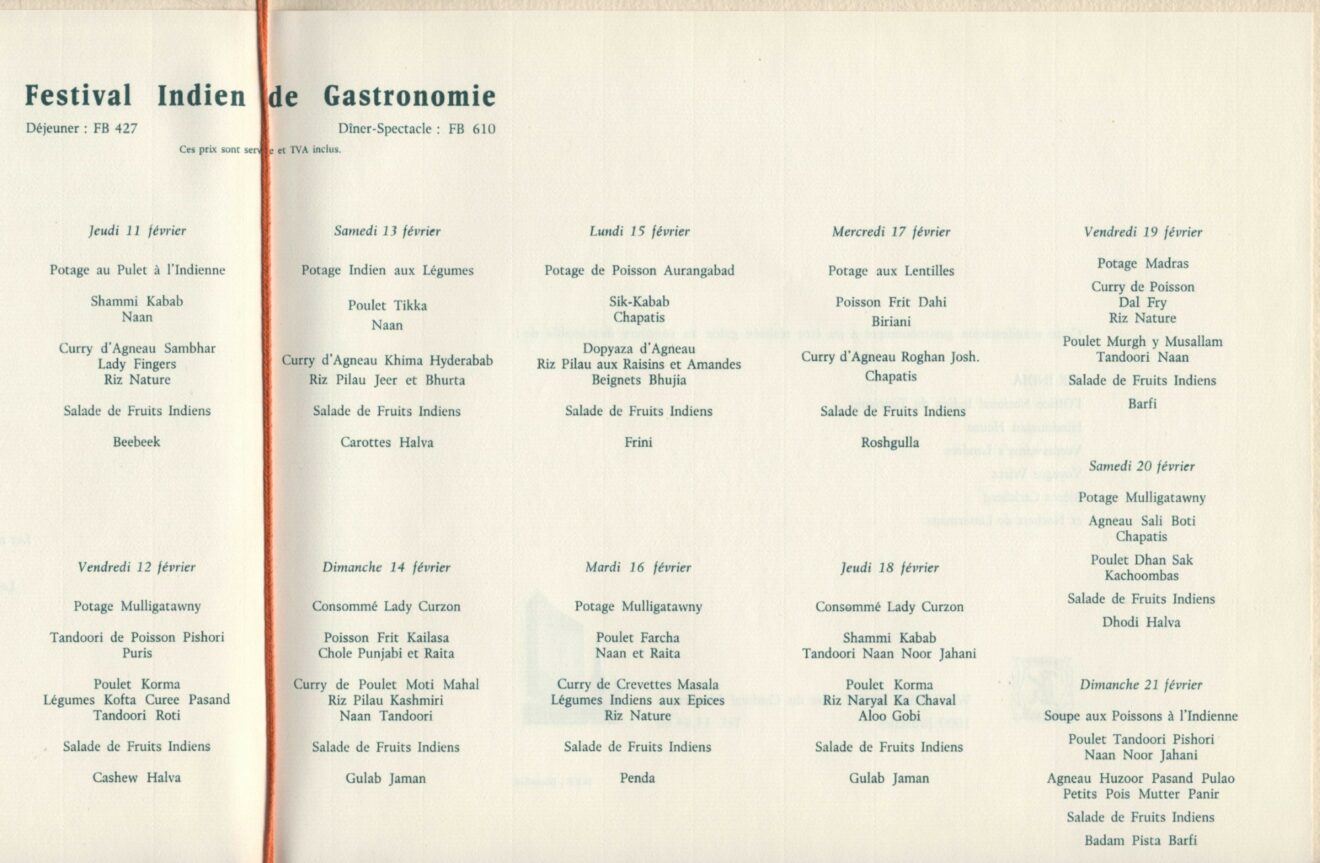 Festival Indien de Gastronomie
Déjeuner : FB 427
Dîner-Spectacle : FB 610
Ces prix sont service et TVA inclus.
Jeudi 11 février
Potage au Pulet à l'Indienne
Shammi Kabab
Naan
Curry d'Agneau Sambhar
Lady Fingers
Riz Nature
Salade de Fruits Indiens
Beebeek
Vendredi 12 février
Potage Mulligatawny
Tandoori de Poisson Pishori
Puris
Poulet Korma
Légumes Kofta Curee Pasand
Tandoori Roti
Salade de Fruits Indiens
Cashew Halva
Samedi 13 février
Potage Indien aux Légumes
Poulet Tikka
Naan
Curry d'Agneau Khima Hyderabab
Riz Pilau Jeer et Bhurta
Salade de Fruits Indiens
Carottes Halva
Dimanche 14 février
Consommé Lady Curzon
Poisson Frit Kailasa
Chole Punjabi et Raita
Curry de Poulet Moti Mahal
Riz Pilau Kashmiri
Naan Tandoori
Salade de Fruits Indiens
Gulab Jaman
Lundi 15 février
Potage de Poisson Aurangabad
Sik-Kabab
Chapatis
Dopyaza d'Agneau
Riz Pilau aux Raisins et Amandes
Beignets Bhujia
Salade de Fruits Indiens
Frini
Mardi 16 février
Potage Mulligatawny
Poulet Farcha
Naan et Raita
Curry de Crevettes Masala
Légumes Indiens aux Epices
Riz Nature
Salade de Fruits Indiens
Penda
Mercredi 17 février
Potage aux Lentilles
Poisson Frit Dahi
Biriani
Curry d'Agneau Roghan Josh.
Chapatis
Salade de Fruits Indiens
Roshgulla
Jeudi 18 février
Consommé Lady Curzon
Shammi Kabab
Tandoori Naan Noor Jahani
Poulet Korma
Riz Naryal Ka Chaval
Aloo Gobi
Salade de Fruits Indiens
Gulab Jaman
Vendredi 19 février
Potage Madras
Curry de Poisson
Dal Fry
Riz Nature
Poulet Murgh y Musallam
Tandoori Naan
Salade de Fruits Indiens
Barfi
Samedi 20 février
Potage Mulligatawny
Agneau Sali Boti
Chapatis
Poulet Dhan Sak
Kachoombas
Salade de Fruits Indiens
Dhodi Halva
Dimanche 21 février
Soupe aux Poissons à l'Indienne
Poulet Tandoori Pishori
Naan Noor Jahani
Agneau Huzoor Pasand Pulao
Petits Pois Mutter Panir
Salade de Fruits Indiens
Badam Pista Barfi